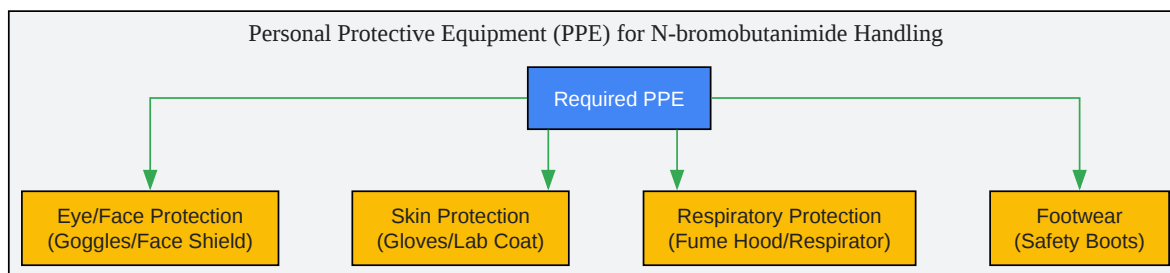 Personal Protective Equipment (PPE) for N-bromobutanimide Handling
Required PPE
Eye/Face Protection
(Goggles/Face Shield)
Skin Protection
(Gloves/Lab Coat)
Respiratory Protection
(Fume Hood/Respirator)
Footwear
(Safety Boots)